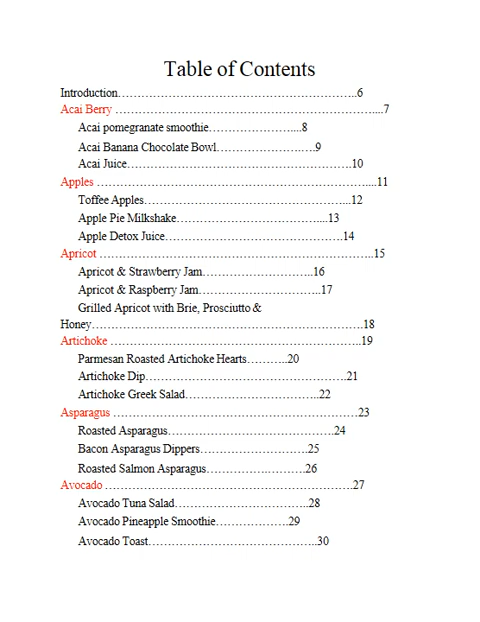 Table of Contents
Introduction…………………………………………………..6
Acai Berry …………………………………………………………....7
Acai pomegranate smoothie…………………....8
Acai Banana Chocolate Bowl………………….….9
Acai Juice……………………………………………….10
Apples …………………………………………………………....11
Toffee Apples…………………………………………...12
Apple Pie Milkshake……………………………...13
Apple Detox Juice…………………………………….14
Apricot …………………………………………………………..15
Apricot & Strawberry Jam……………………..16
Apricot & Raspberry Jam………………………..17
Grilled Apricot with Brie, Prosciutto &
Honey………………………………………………………….18
Artichoke ……………………………………………………..19
Parmesan Roasted Artichoke Hearts………..20
Artichoke Dip…………………………………………..21
Artichoke Greek Salad…………………………...22
Asparagus ……………………………………………………23
Roasted Asparagus………………………………….24
Bacon Asparagus Dippers……………………….25
Roasted Salmon Asparagus…………………….26
Avocado …………………………………………………….27
Avocado Tuna Salad……………………………..28
Avocado Pineapple Smoothie……………….29
Avocado Toast……………………………………..30